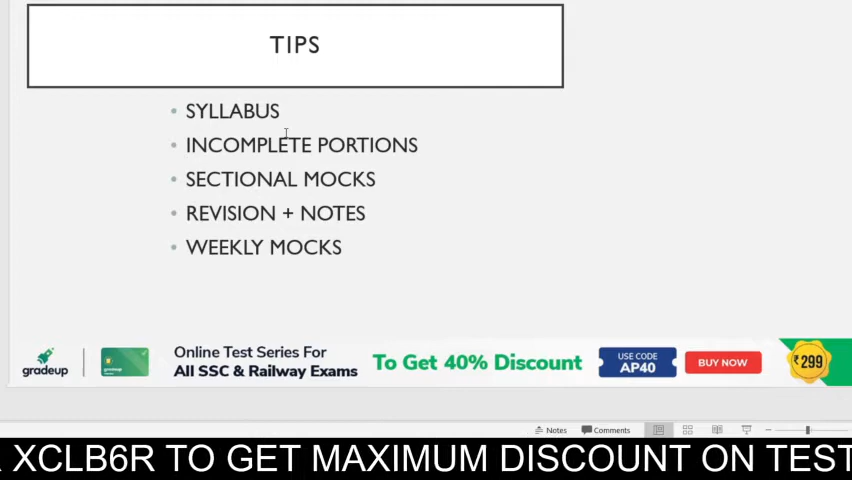 TIPS
• SYLLABUS
• INCOMPLETE PORTIONS
• SECTIONAL MOCKS
• REVISION + NOTES
• WEEKLY MOCKS
gradeup
gradeup
Online Test Series For
All SSC & Railway Exams
To Get 40% Discount
USE CODE
AP40
BUY NOW
₹299
Notes
Comments
XCLB6R TO GET MAXIMUM DISCOUNT ON TEST